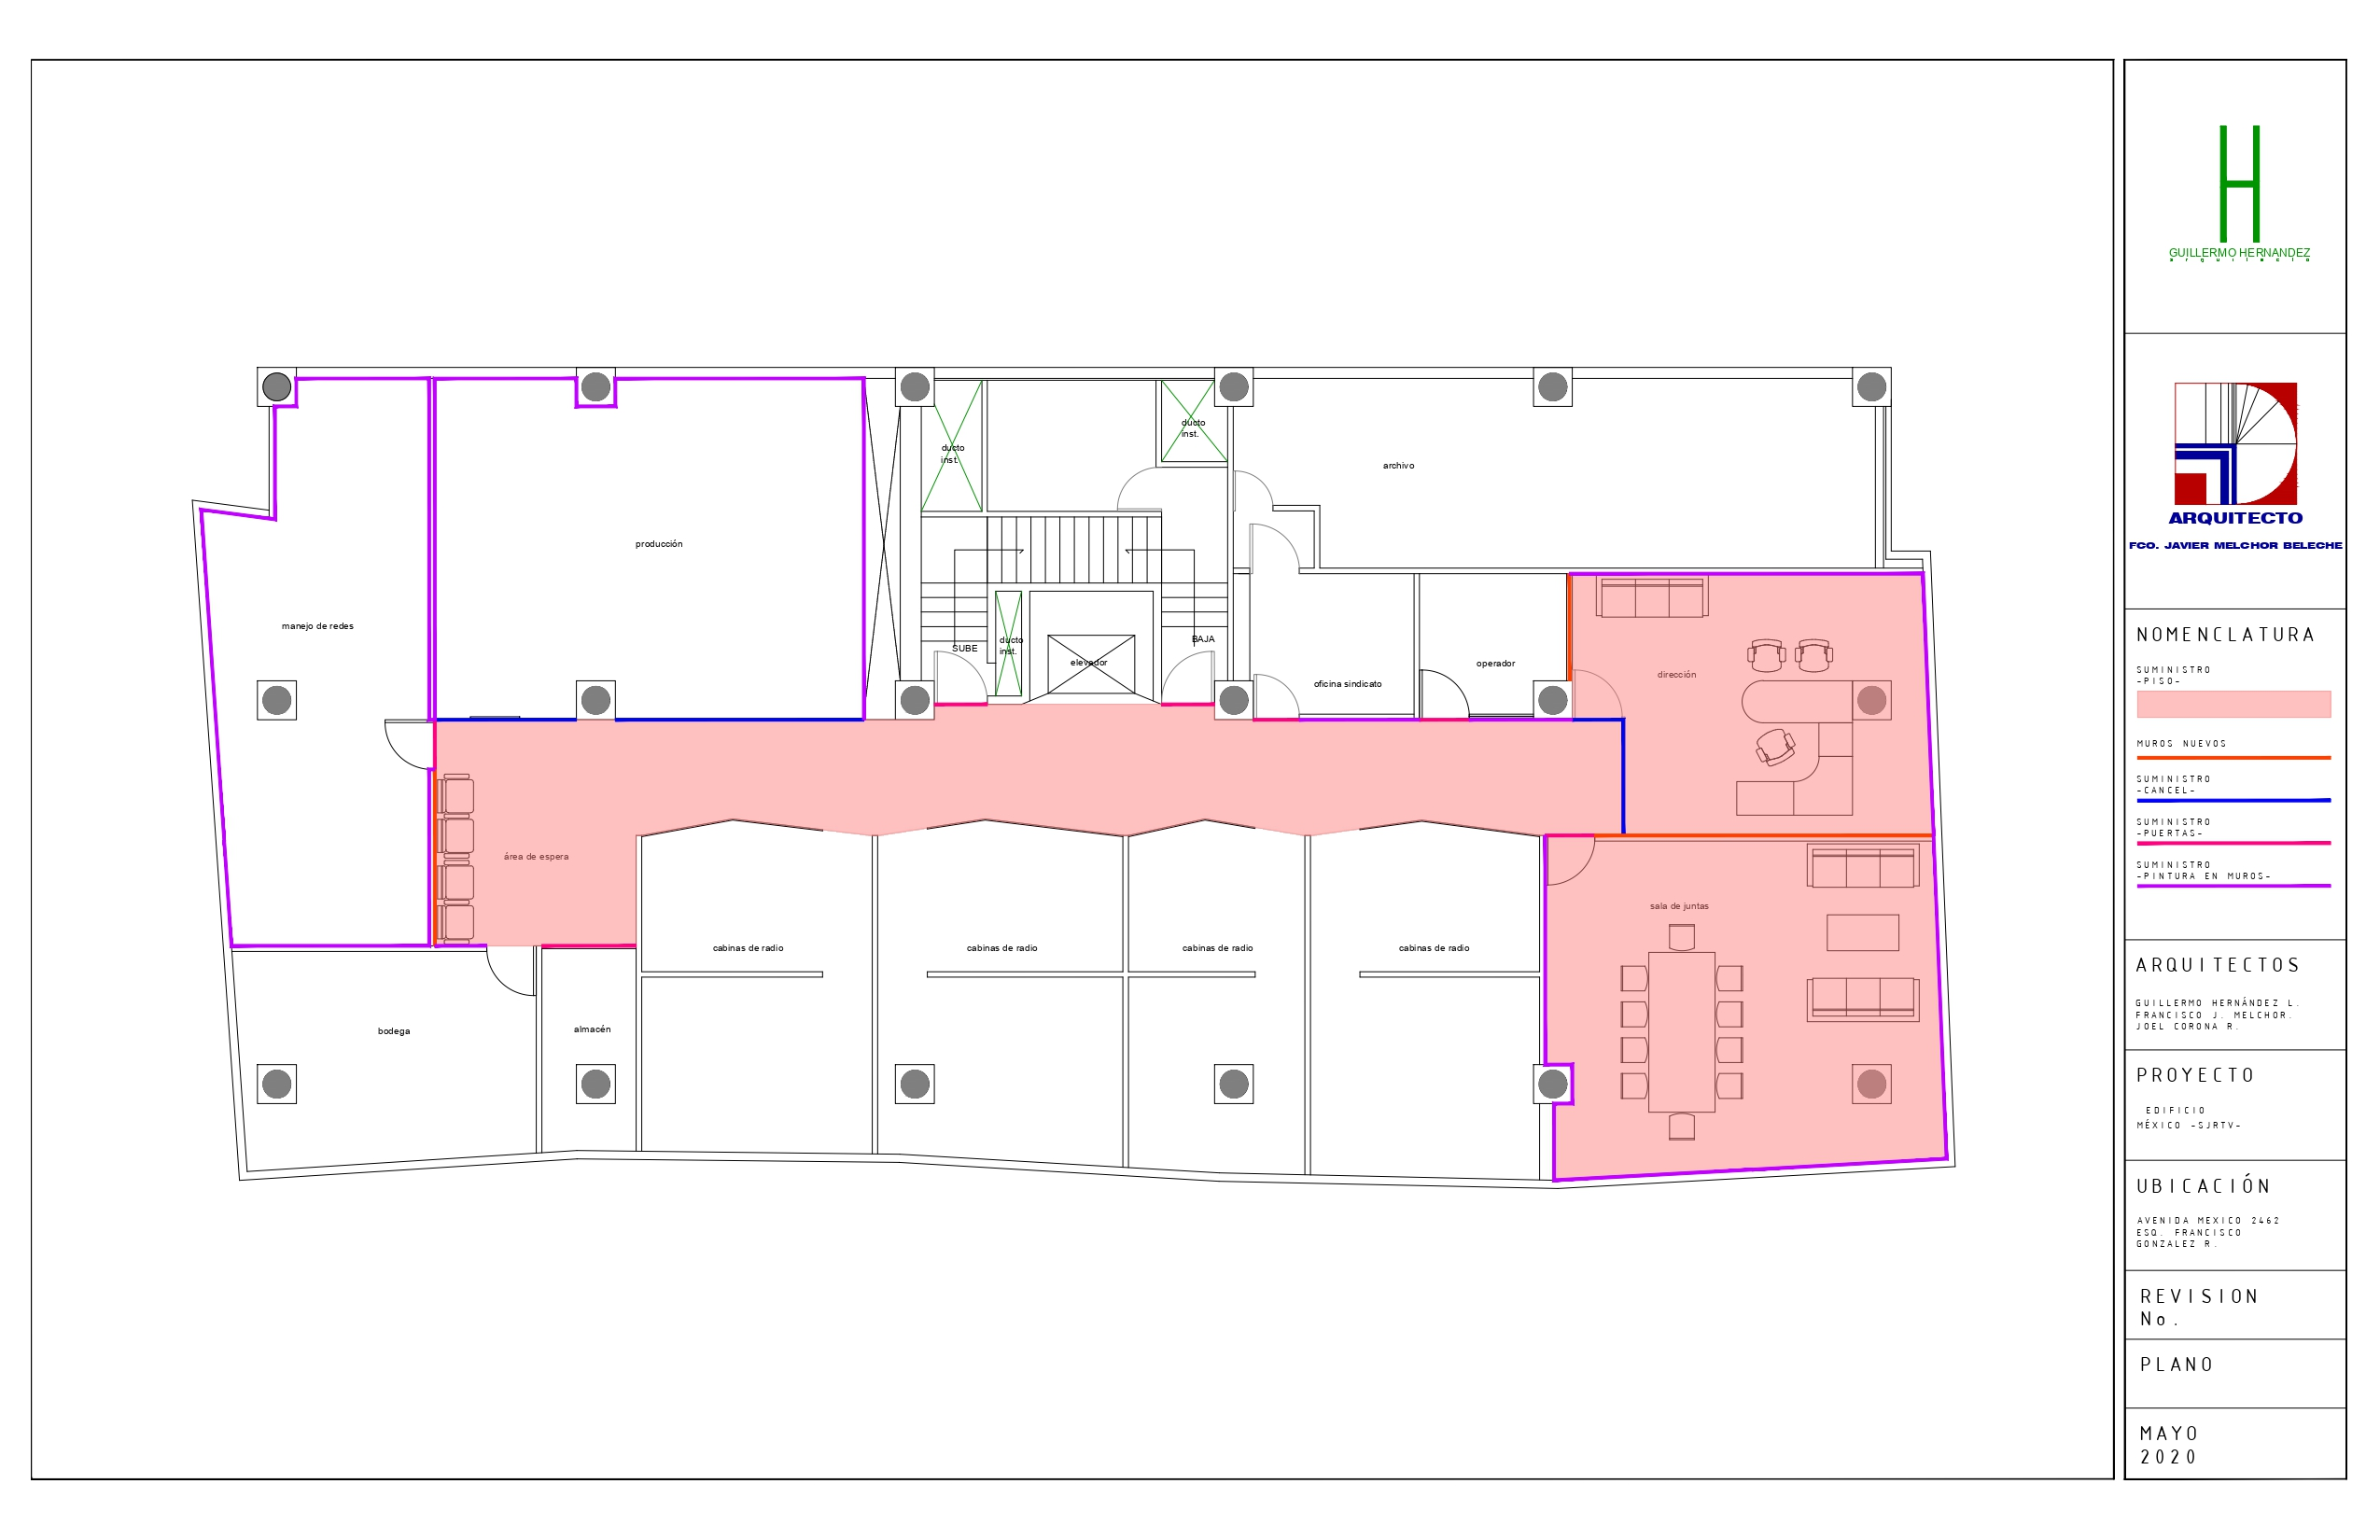 ducto
inst.
ducto
inst.
archivo
producción
manejo de redes
SUBE
ducto
inst.
elevador
BAJA
oficina sindicato
operador
dirección
área de espera
sala de juntas
cabinas de radio
cabinas de radio
cabinas de radio
cabinas de radio
bodega
almacén
H
GUILLERMO HERNANDEZ
arquitecto
ARQUITECTO
FCO. JAVIER MELCHOR BELECHE
NOMENCLATURA
SUMINISTRO
-PISO-
MUROS NUEVOS
SUMINISTRO
-CANCEL-
SUMINISTRO
-PUERTAS-
SUMINISTRO
-PINTURA EN MUROS-
ARQUITECTOS
GUILLERMO HERNÁNDEZ L.
FRANCISCO J. MELCHOR.
JOEL CORONA R.
PROYECTO
EDIFICIO
MÉXICO -SJRTV-
UBICACIÓN
AVENIDA MEXICO 2462
ESQ. FRANCISCO
GONZALEZ R.
REVISION
No.
PLANO
MAYO
2020